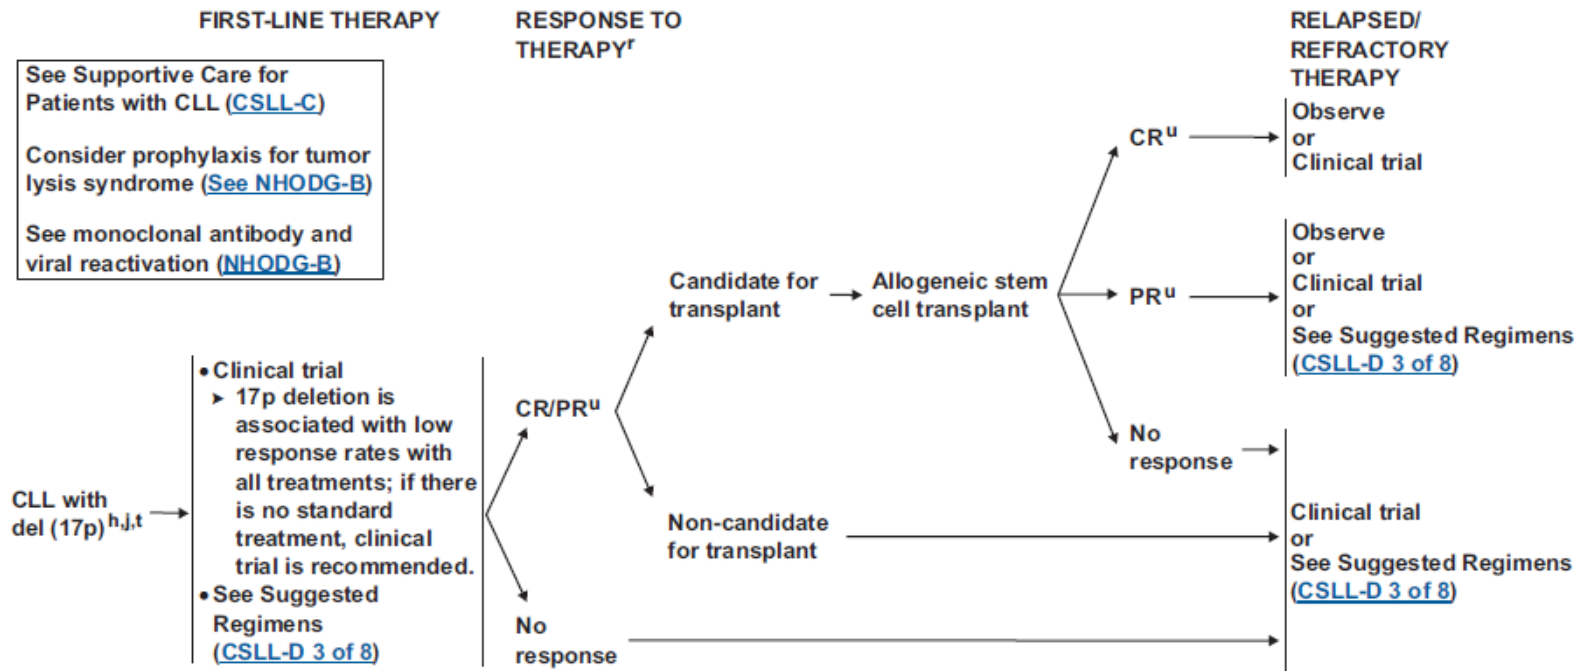 FIRST-LINE THERAPY
RESPONSE TO
THERAPYʳ
RELAPSED/
REFRACTORY
THERAPY
See Supportive Care for
Patients with CLL (CSLL-C)
Consider prophylaxis for tumor
lysis syndrome (See NHODG-B)
See monoclonal antibody and
viral reactivation (NHODG-B)
CLL with
del (17p)ʰ,ʲ,ᵗ
• Clinical trial
➤ 17p deletion is
associated with low
response rates with
all treatments; if there
is no standard
treatment, clinical
trial is recommended.
• See Suggested
Regimens
(CSLL-D 3 of 8)
CR/PRᵘ
No
response
Candidate for
transplant
Non-candidate
for transplant
Allogeneic stem
cell transplant
CRᵘ
PRᵘ
No
response
Observe
or
Clinical trial
Observe
or
Clinical trial
or
See Suggested Regimens
(CSLL-D 3 of 8)
Clinical trial
or
See Suggested Regimens
(CSLL-D 3 of 8)